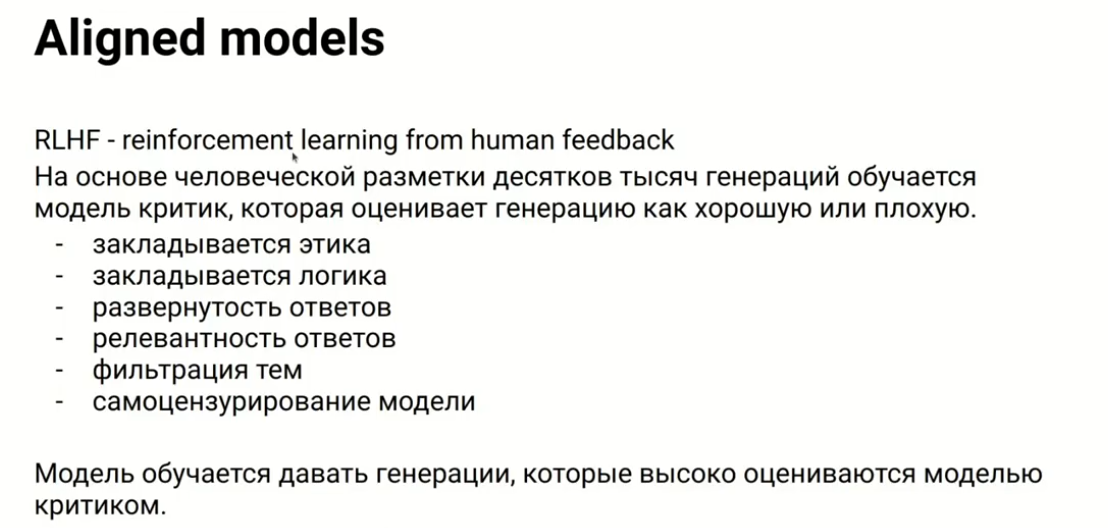 Aligned models
RLHF - reinforcement learning from human feedback
На основе человеческой разметки десятков тысяч генераций обучается
модель критик, которая оценивает генерацию как хорошую или плохую.
- закладывается этика
- закладывается логика
- развернутость ответов
- релевантность ответов
- фильтрация тем
- самоцензурирование модели
Модель обучается давать генерации, которые высоко оцениваются моделью
критиком.